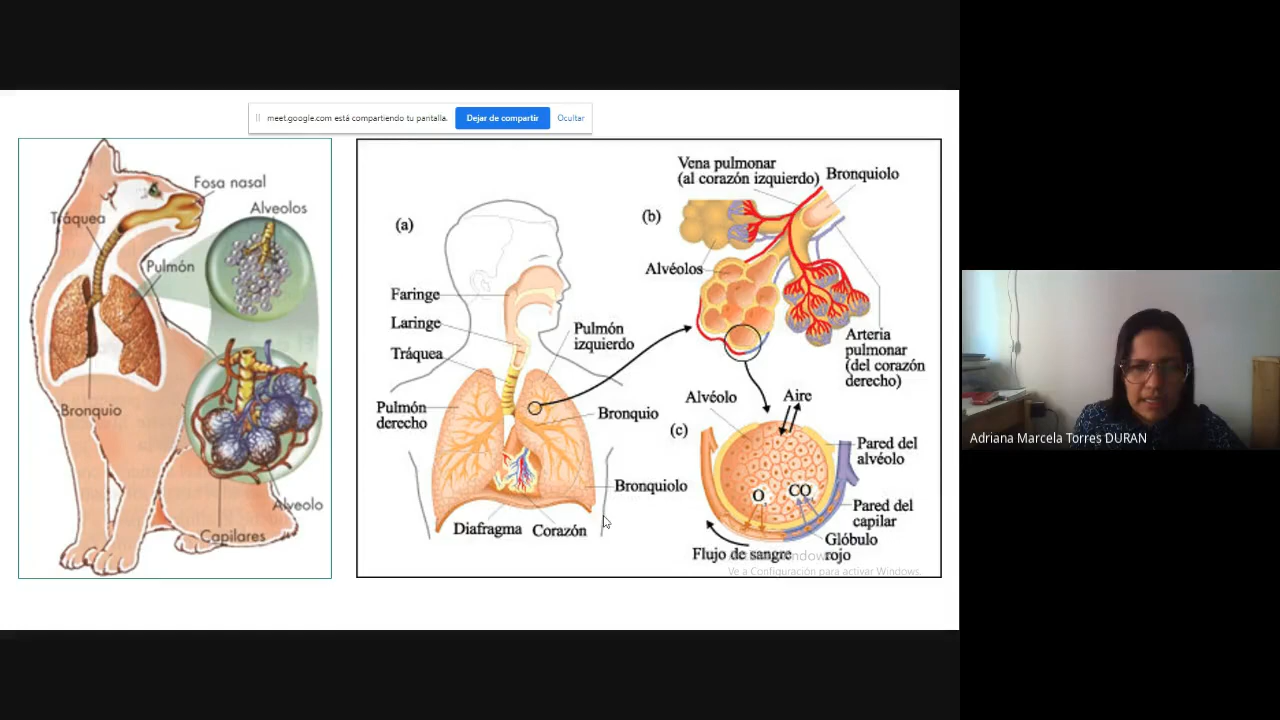 meet.google.com está compartiendo tu pantalla.
Dejar de compartir
Ocultar
Fosa nasal
Alveolos
Tráquea
Pulmón
Bronquio
Alveolo
Capilares
(a)
Faringe
Laringe
Tráquea
Pulmón
izquierdo
Pulmón
derecho
Bronquio
Bronquiolo
Diafragma
Corazón
(b)
Vena pulmonar
(al corazón izquierdo)
Bronquiolo
Alvéolos
Arteria
pulmonar
(del corazón
derecho)
(c)
Alvéolo
Aire
Pared del
alvéolo
O
CO
Pared del
capilar
Glóbulo
rojo
Flujo de sangre
Ve a Configuración para activar Windows.
Adriana Marcela Torres DURAN